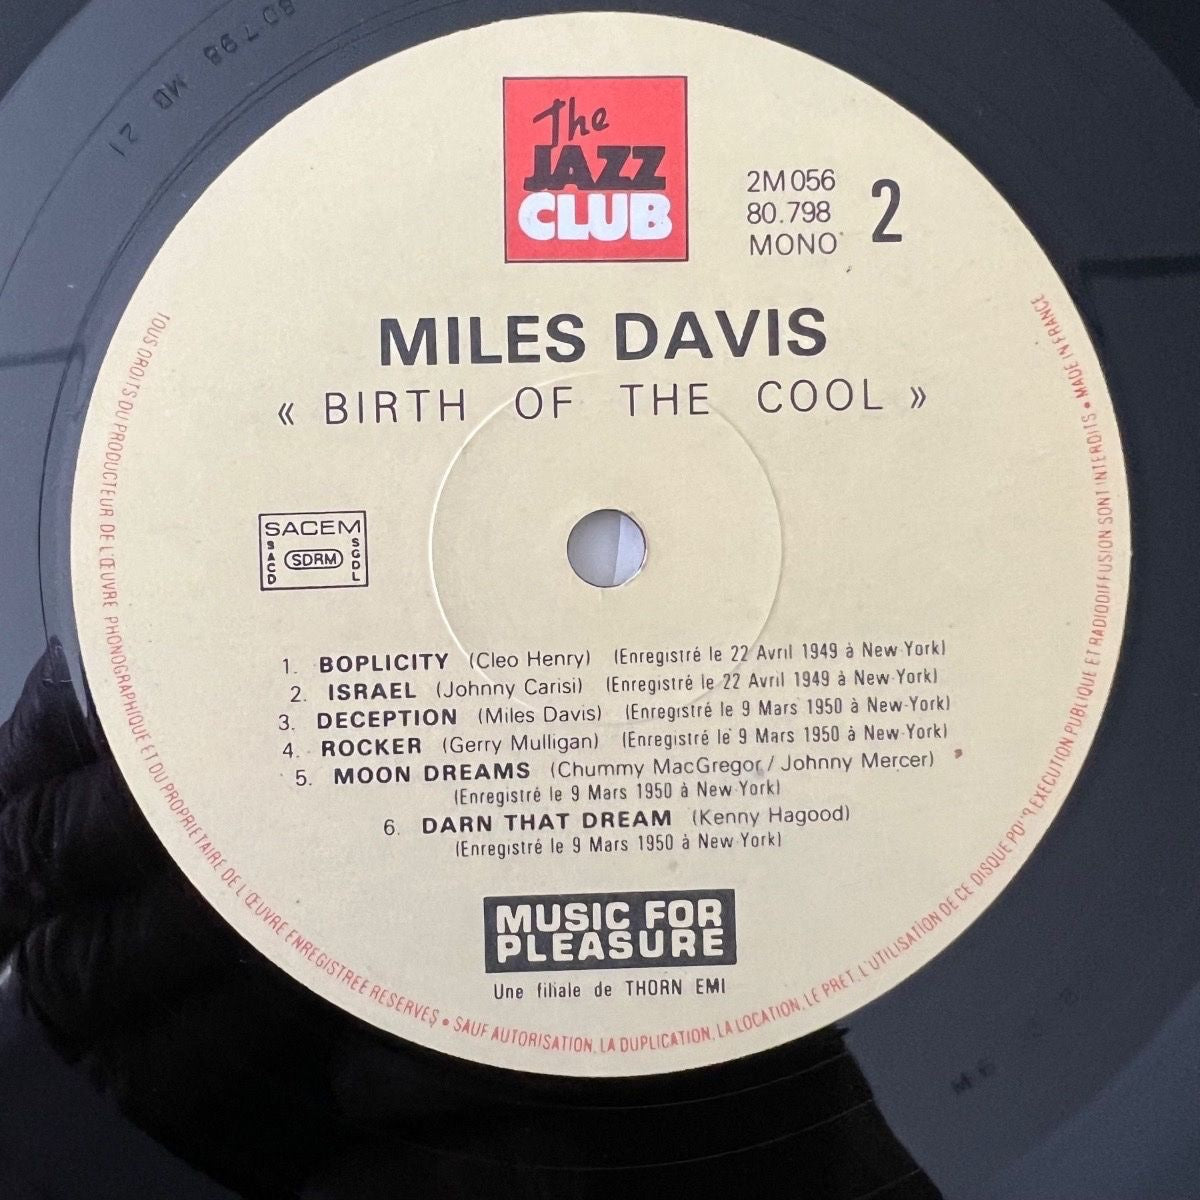 The
JAZZ
CLUB
2M 056
80.798
MONO
2
MILES DAVIS
« BIRTH OF THE COOL »
SACEM
SACD
SDRM
SGDL
1. BOPLICITY (Cleo Henry) (Enregistré le 22 Avril 1949 à New-York)
2. ISRAEL (Johnny Carisi) (Enregistré le 22 Avril 1949 à New-York)
3. DECEPTION (Miles Davis) (Enregistré le 9 Mars 1950 à New-York)
4. ROCKER (Gerry Mulligan) (Enregistré le 9 Mars 1950 à New-York)
5. MOON DREAMS (Chummy MacGregor / Johnny Mercer)
(Enregistré le 9 Mars 1950 à New-York)
6. DARN THAT DREAM (Kenny Hagood)
(Enregistré le 9 Mars 1950 à New-York)
MUSIC FOR
PLEASURE
Une filiale de THORN EMI
TOUS DROITS DU PRODUCTEUR DE L'ŒUVRE PHONOGRAPHIQUE ET DU PROPRIETAIRE DE L'ŒUVRE ENREGISTREE RESERVES • SAUF AUTORISATION, LA DUPLICATION, LA LOCATION, LE PRET, L'UTILISATION DE CE DISQUE POUR EXECUTION PUBLIQUE ET RADIODIFFUSION SONT INTERDITS • MADE IN FRANCE
80798 MD 21